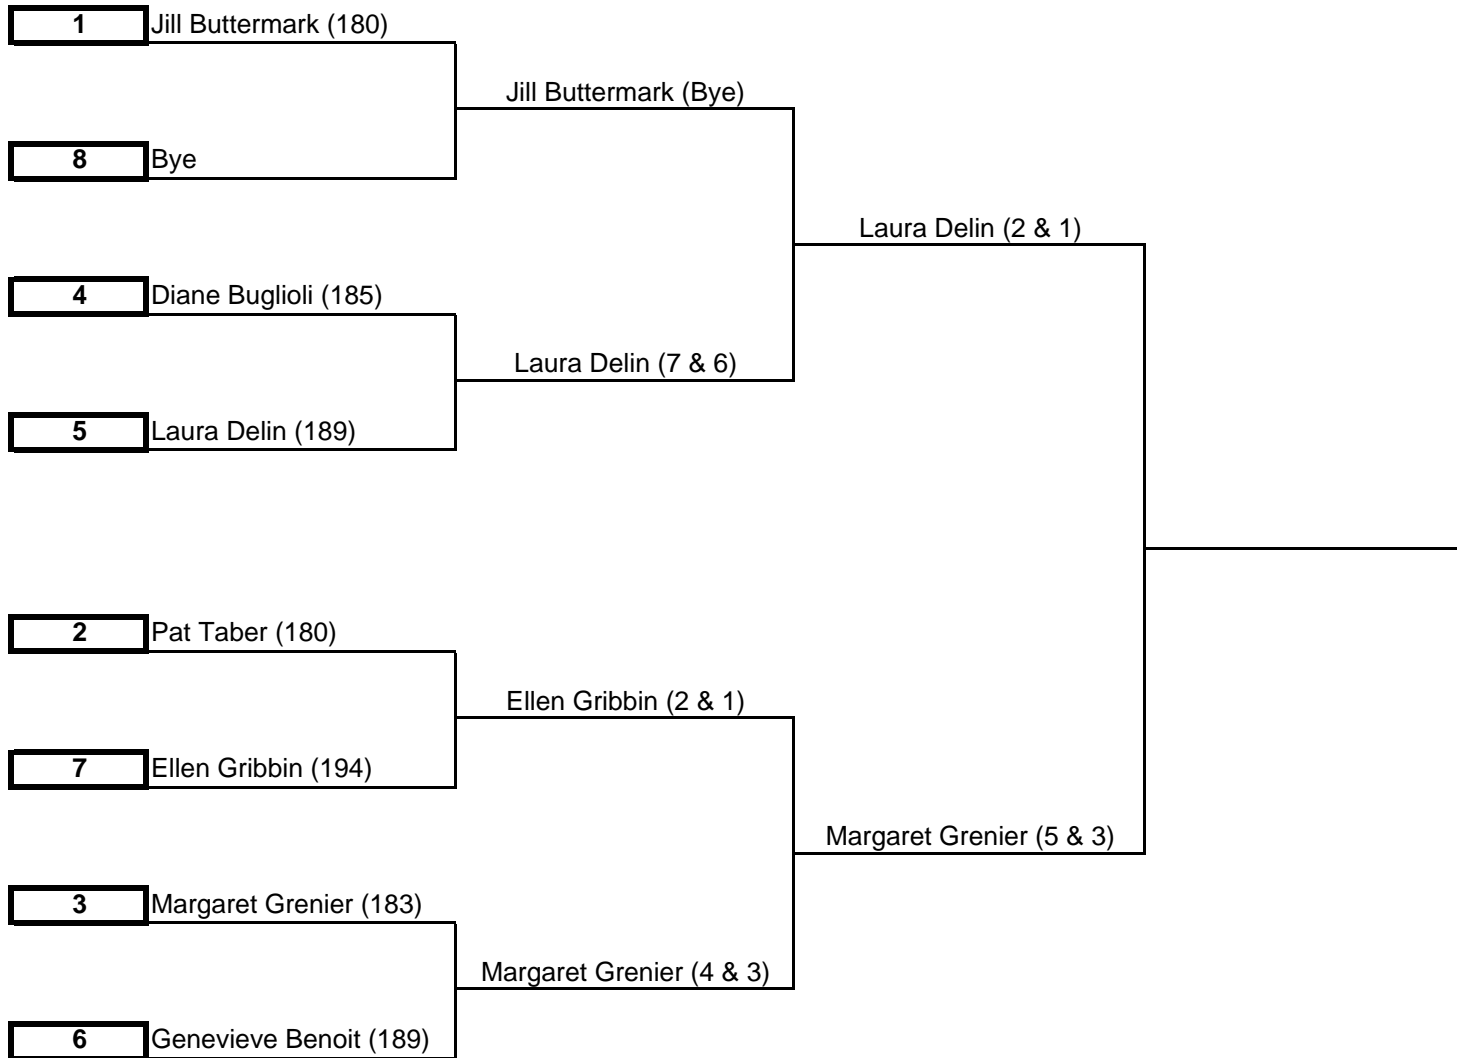 1 Jill Buttermark (180)
Jill Buttermark (Bye)
8 Bye
Laura Delin (2 & 1)
4 Diane Buglioli (185)
Laura Delin (7 & 6)
5 Laura Delin (189)
2 Pat Taber (180)
Ellen Gribbin (2 & 1)
7 Ellen Gribbin (194)
Margaret Grenier (5 & 3)
3 Margaret Grenier (183)
Margaret Grenier (4 & 3)
6 Genevieve Benoit (189)